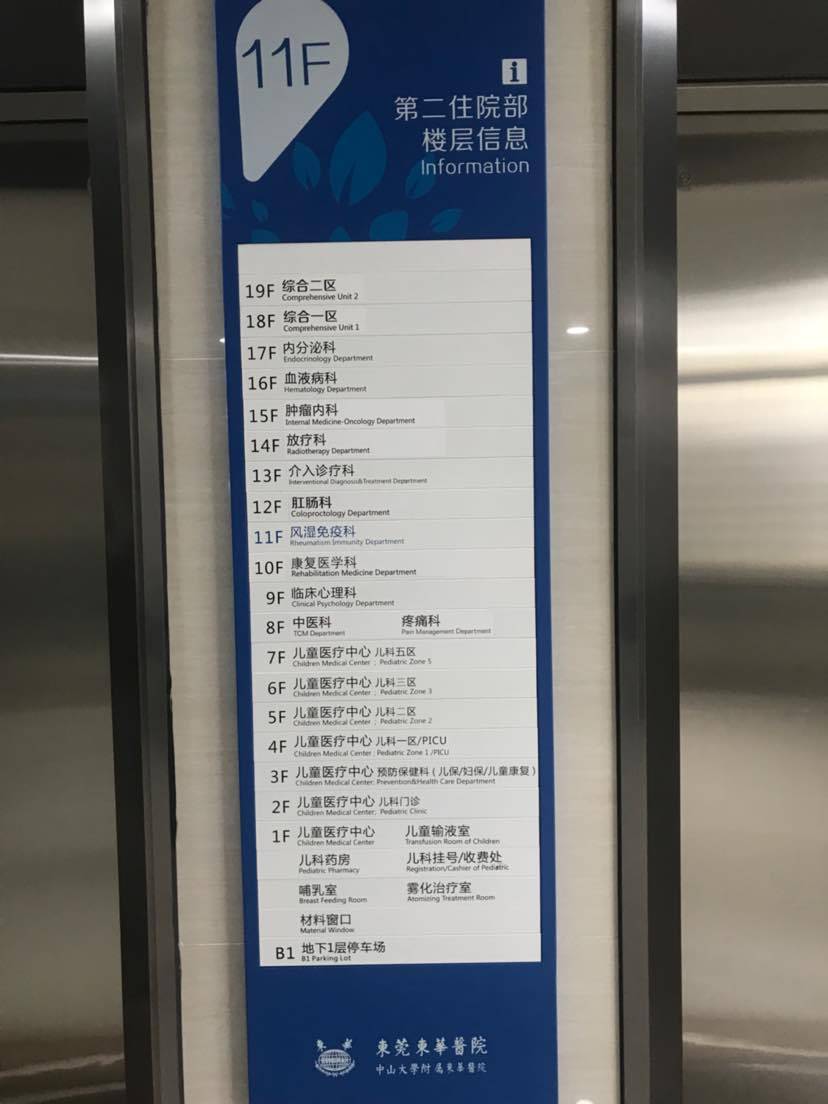 11F
i
第二住院部
楼层信息
Information
19F 综合二区
Comprehensive Unit 2
18F 综合一区
Comprehensive Unit 1
17F 内分泌科
Endocrinology Department
16F 血液病科
Hematology Department
15F 肿瘤内科
Internal Medicine-Oncology Department
14F 放疗科
Radiotherapy Department
13F 介入诊疗科
Interventional Diagnosis&Treatment Department
12F 肛肠科
Coloproctology Department
11F 风湿免疫科
Rheumatism Immunity Department
10F 康复医学科
Rehabilitation Medicine Department
9F 临床心理科
Clinical Psychology Department
8F 中医科 疼痛科
TCM Department Pain Management Department
7F 儿童医疗中心 儿科五区
Children Medical Center ; Pediatric Zone 5
6F 儿童医疗中心 儿科三区
Children Medical Center ; Pediatric Zone 3
5F 儿童医疗中心 儿科二区
Children Medical Center ; Pediatric Zone 2
4F 儿童医疗中心 儿科一区/PICU
Children Medical Center ; Pediatric Zone 1 /PICU
3F 儿童医疗中心 预防保健科 ( 儿保/妇保/儿童康复 )
Children Medical Center: Prevention&Health Care Department
2F 儿童医疗中心 儿科门诊
Children Medical Center; Pediatric Clinic
1F 儿童医疗中心 儿童输液室
Children Medical Center Transfusion Room of Children
儿科药房 儿科挂号/收费处
Pediatric Pharmacy Registration/Cashier of Pediatric
哺乳室 雾化治疗室
Breast Feeding Room Atomizing Treatment Room
材料窗口
Material Window
B1 地下1层停车场
B1 Parking Lot
東莞東華醫院
中山大學附屬東華醫院